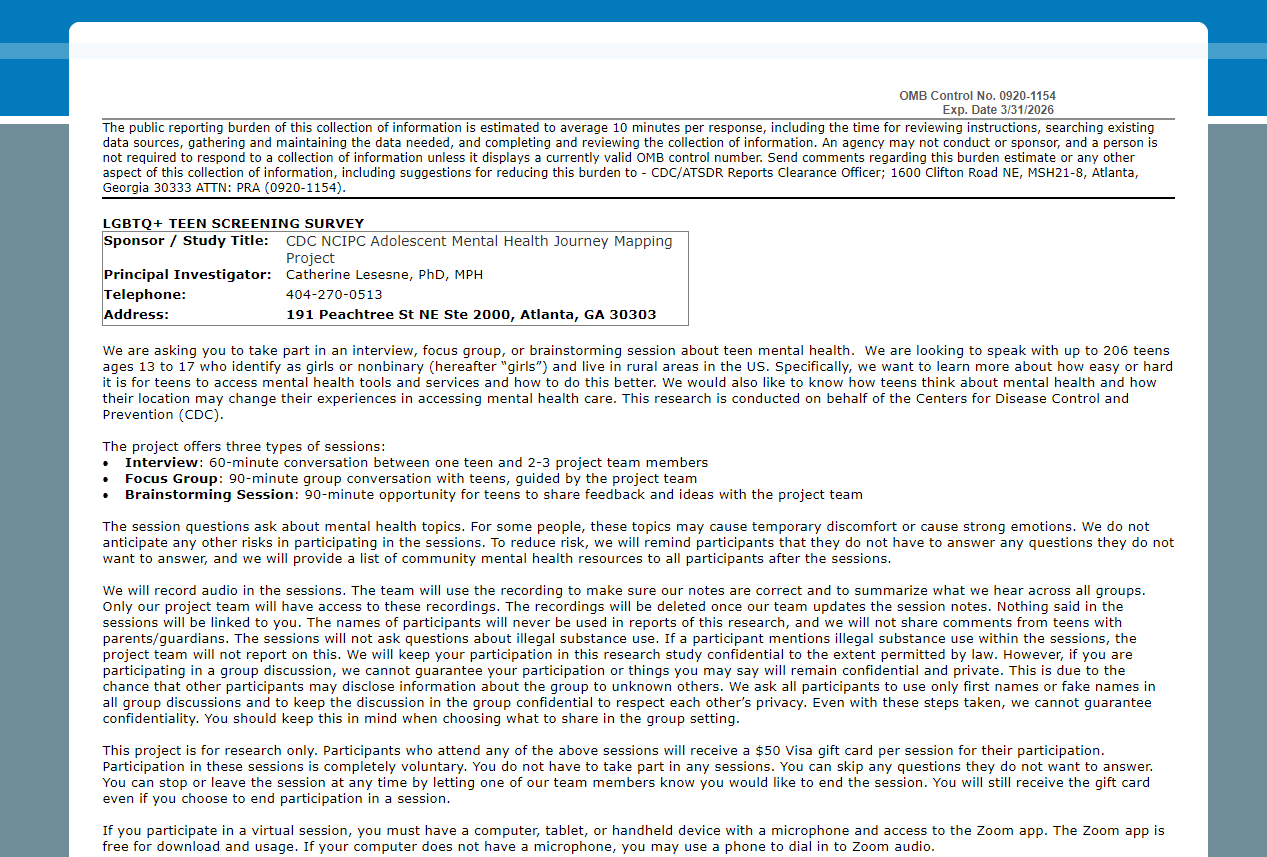 OMB Control No. 0920-1154
Exp. Date 3/31/2026
The public reporting burden of this collection of information is estimated to average 10 minutes per response, including the time for reviewing instructions, searching existing
data sources, gathering and maintaining the data needed, and completing and reviewing the collection of information. An agency may not conduct or sponsor, and a person is
not required to respond to a collection of information unless it displays a currently valid OMB control number. Send comments regarding this burden estimate or any other
aspect of this collection of information, including suggestions for reducing this burden to - CDC/ATSDR Reports Clearance Officer; 1600 Clifton Road NE, MSH21-8, Atlanta,
Georgia 30333 ATTN: PRA (0920-1154).
LGBTQ+ TEEN SCREENING SURVEY
Sponsor / Study Title: CDC NCIPC Adolescent Mental Health Journey Mapping
Project
Principal Investigator: Catherine Lesesne, PhD, MPH
Telephone: 404-270-0513
Address: 191 Peachtree St NE Ste 2000, Atlanta, GA 30303
We are asking you to take part in an interview, focus group, or brainstorming session about teen mental health.  We are looking to speak with up to 206 teens
ages 13 to 17 who identify as girls or nonbinary (hereafter “girls”) and live in rural areas in the US. Specifically, we want to learn more about how easy or hard
it is for teens to access mental health tools and services and how to do this better. We would also like to know how teens think about mental health and how
their location may change their experiences in accessing mental health care. This research is conducted on behalf of the Centers for Disease Control and
Prevention (CDC).
The project offers three types of sessions:
• Interview: 60-minute conversation between one teen and 2-3 project team members
• Focus Group: 90-minute group conversation with teens, guided by the project team
• Brainstorming Session: 90-minute opportunity for teens to share feedback and ideas with the project team
The session questions ask about mental health topics. For some people, these topics may cause temporary discomfort or cause strong emotions. We do not
anticipate any other risks in participating in the sessions. To reduce risk, we will remind participants that they do not have to answer any questions they do not
want to answer, and we will provide a list of community mental health resources to all participants after the sessions.
We will record audio in the sessions. The team will use the recording to make sure our notes are correct and to summarize what we hear across all groups.
Only our project team will have access to these recordings. The recordings will be deleted once our team updates the session notes. Nothing said in the
sessions will be linked to you. The names of participants will never be used in reports of this research, and we will not share comments from teens with
parents/guardians. The sessions will not ask questions about illegal substance use. If a participant mentions illegal substance use within the sessions, the
project team will not report on this. We will keep your participation in this research study confidential to the extent permitted by law. However, if you are
participating in a group discussion, we cannot guarantee your participation or things you may say will remain confidential and private. This is due to the
chance that other participants may disclose information about the group to unknown others. We ask all participants to use only first names or fake names in
all group discussions and to keep the discussion in the group confidential to respect each other’s privacy. Even with these steps taken, we cannot guarantee
confidentiality. You should keep this in mind when choosing what to share in the group setting.
This project is for research only. Participants who attend any of the above sessions will receive a $50 Visa gift card per session for their participation.
Participation in these sessions is completely voluntary. You do not have to take part in any sessions. You can skip any questions they do not want to answer.
You can stop or leave the session at any time by letting one of our team members know you would like to end the session. You will still receive the gift card
even if you choose to end participation in a session.
If you participate in a virtual session, you must have a computer, tablet, or handheld device with a microphone and access to the Zoom app. The Zoom app is
free for download and usage. If your computer does not have a microphone, you may use a phone to dial in to Zoom audio.